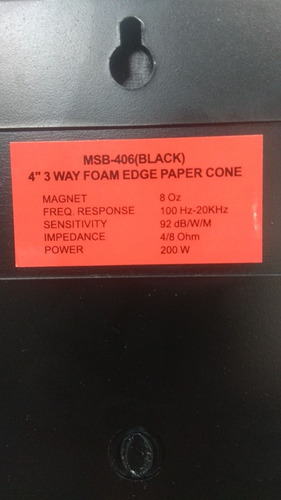 MSB-406(BLACK)
4" 3 WAY FOAM EDGE PAPER CONE
MAGNET 8 Oz
FREQ. RESPONSE 100 Hz-20KHz
SENSITIVITY 92 dB/W/M
IMPEDANCE 4/8 Ohm
POWER 200 W